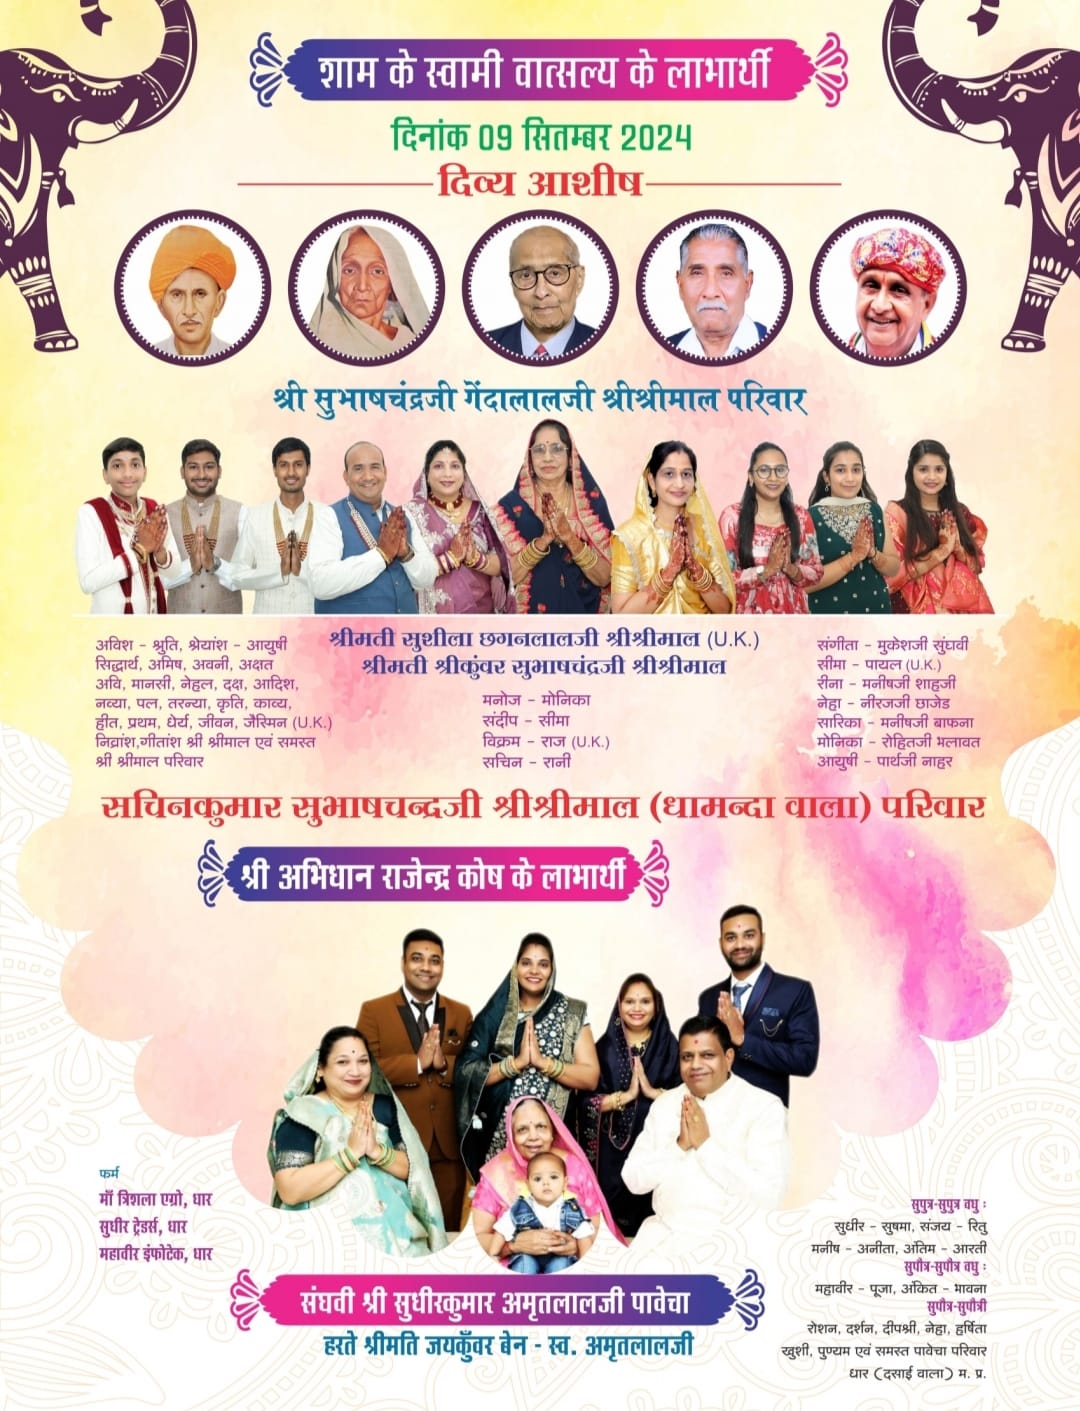 शाम के स्वामी वात्सल्य के लाभार्थी
दिनांक 09 सितम्बर 2024
दिव्य आशीष
श्री सुभाषचंद्रजी गेंदालालजी श्रीश्रीमाल परिवार
श्रीमती सुशीला छगनलालजी श्रीश्रीमाल (U.K.)
श्रीमती श्रीकुंवर सुभाषचंद्रजी श्रीश्रीमाल
अविश - श्रुति, श्रेयांश - आयुषी
सिद्धार्थ, अमिष, अवनी, अक्षत
अवि, मानसी, नेहुल, दक्ष, आदिश,
नव्या, पल, तरन्या, कृति, काव्य,
हीत, प्रथम, धेर्य, जीवन, जैस्मिन (U.K.)
निद्रांश,गीतांश श्री श्रीमाल एवं समस्त
श्री श्रीमाल परिवार
मनोज - मोनिका
संदीप - सीमा
विक्रम - राज (U.K.)
सचिन - रानी
संगीता - मुकेशजी सुंघवी
सीमा - पायल (U.K.)
रीना - मनीषजी शाहजी
नेहा - नीरजजी छाजेड
सारिका - मनीषजी बाफना
मोनिका - रोहितजी भलावत
आयुषी - पार्थजी नाहर
सचिनकुमार सुभाषचन्द्रजी श्रीश्रीमाल (धामन्दा वाला) परिवार
श्री अभिधान राजेन्द्र कोष के लाभार्थी
फर्म
माँ त्रिशला एग्रो, धार
सुधीर ट्रेडर्स, धार
महावीर इंफोटेक, धार
सुपुत्र-सुपुत्र वधु :
सुधीर - सुषमा, संजय - रितु
मनीष - अनीता, अंतिम - आरती
सुपौत्र-सुपौत्र वधु :
महावीर - पूजा, अंकित - भावना
सुपौत्र-सुपौत्री
रोशन, दर्शन, दीपश्री, नेहा, हर्षिता
खुशी, पुण्यम एवं समस्त पावेचा परिवार
धार (दसाई वाला) म. प्र.
संघवी श्री सुधीरकुमार अमृतलालजी पावेचा
हस्ते श्रीमति जयकुँवर बेन - स्व. अमृतलालजी